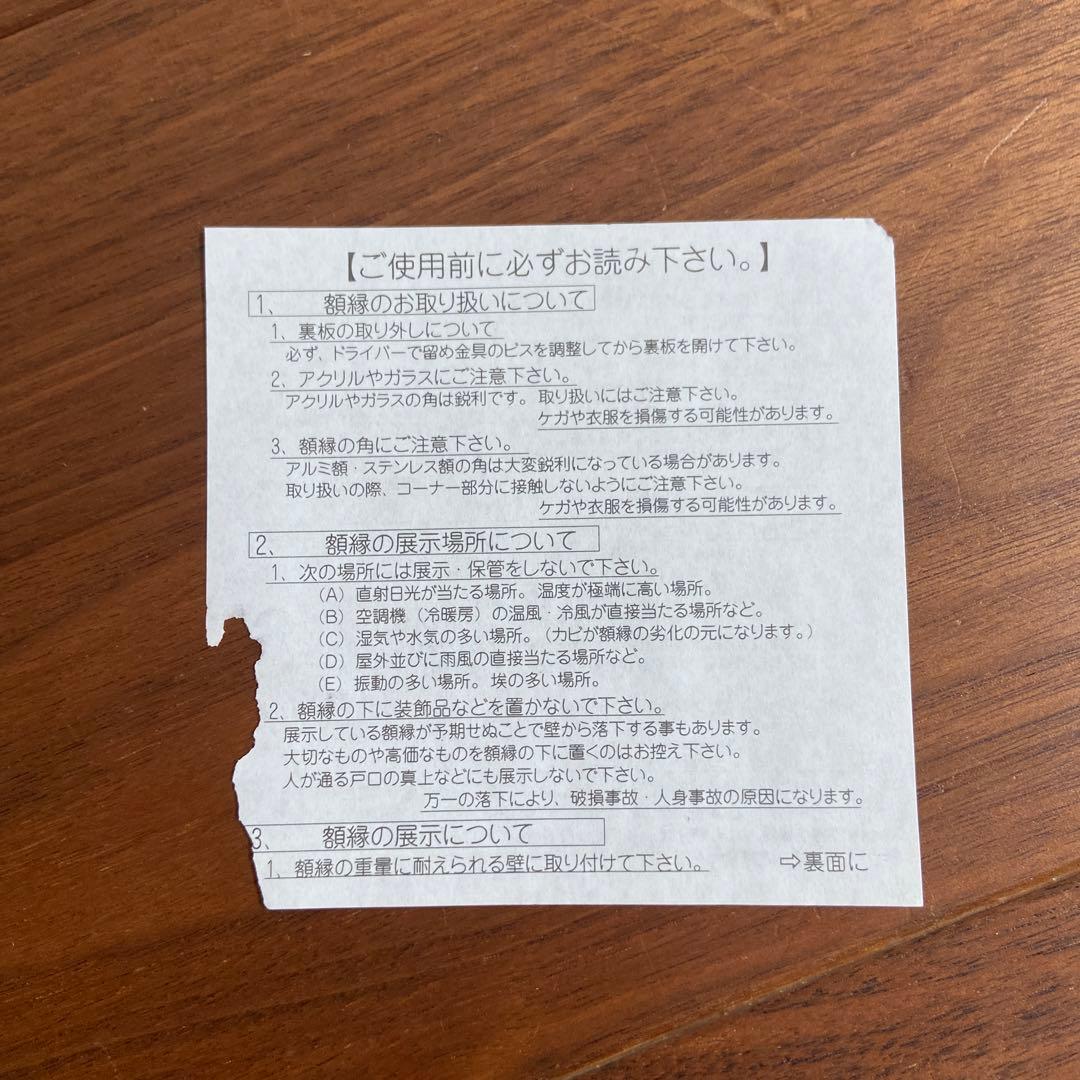 【ご使用前に必ずお読み下さい。】
1、 額縁のお取り扱いについて
1、裏板の取り外しについて
必ず、ドライバーで留め金具のビスを調整してから裏板を開けて下さい。
2、アクリルやガラスにご注意下さい。
アクリルやガラスの角は鋭利です。取り扱いにはご注意下さい。
ケガや衣服を損傷する可能性があります。
3、額縁の角にご注意下さい。
アルミ額・ステンレス額の角は大変鋭利になっている場合があります。
取り扱いの際、コーナー部分に接触しないようにご注意下さい。
ケガや衣服を損傷する可能性があります。
2、 額縁の展示場所について
1、次の場所には展示・保管をしないで下さい。
(A) 直射日光が当たる場所。温度が極端に高い場所。
(B) 空調機（冷暖房）の温風・冷風が直接当たる場所など。
(C) 湿気や水気の多い場所。（カビが額縁の劣化の元になります。）
(D) 屋外並びに雨風の直接当たる場所など。
(E) 振動の多い場所。埃の多い場所。
2、額縁の下に装飾品などを置かないで下さい。
展示している額縁が予期せぬことで壁から落下する事もあります。
大切なものや高価なものを額縁の下に置くのはお控え下さい。
人が通る戸口の真上などにも展示しないで下さい。
万一の落下により、破損事故・人身事故の原因になります。
3、 額縁の展示について
1、額縁の重量に耐えられる壁に取り付けて下さい。 ⇨裏面に